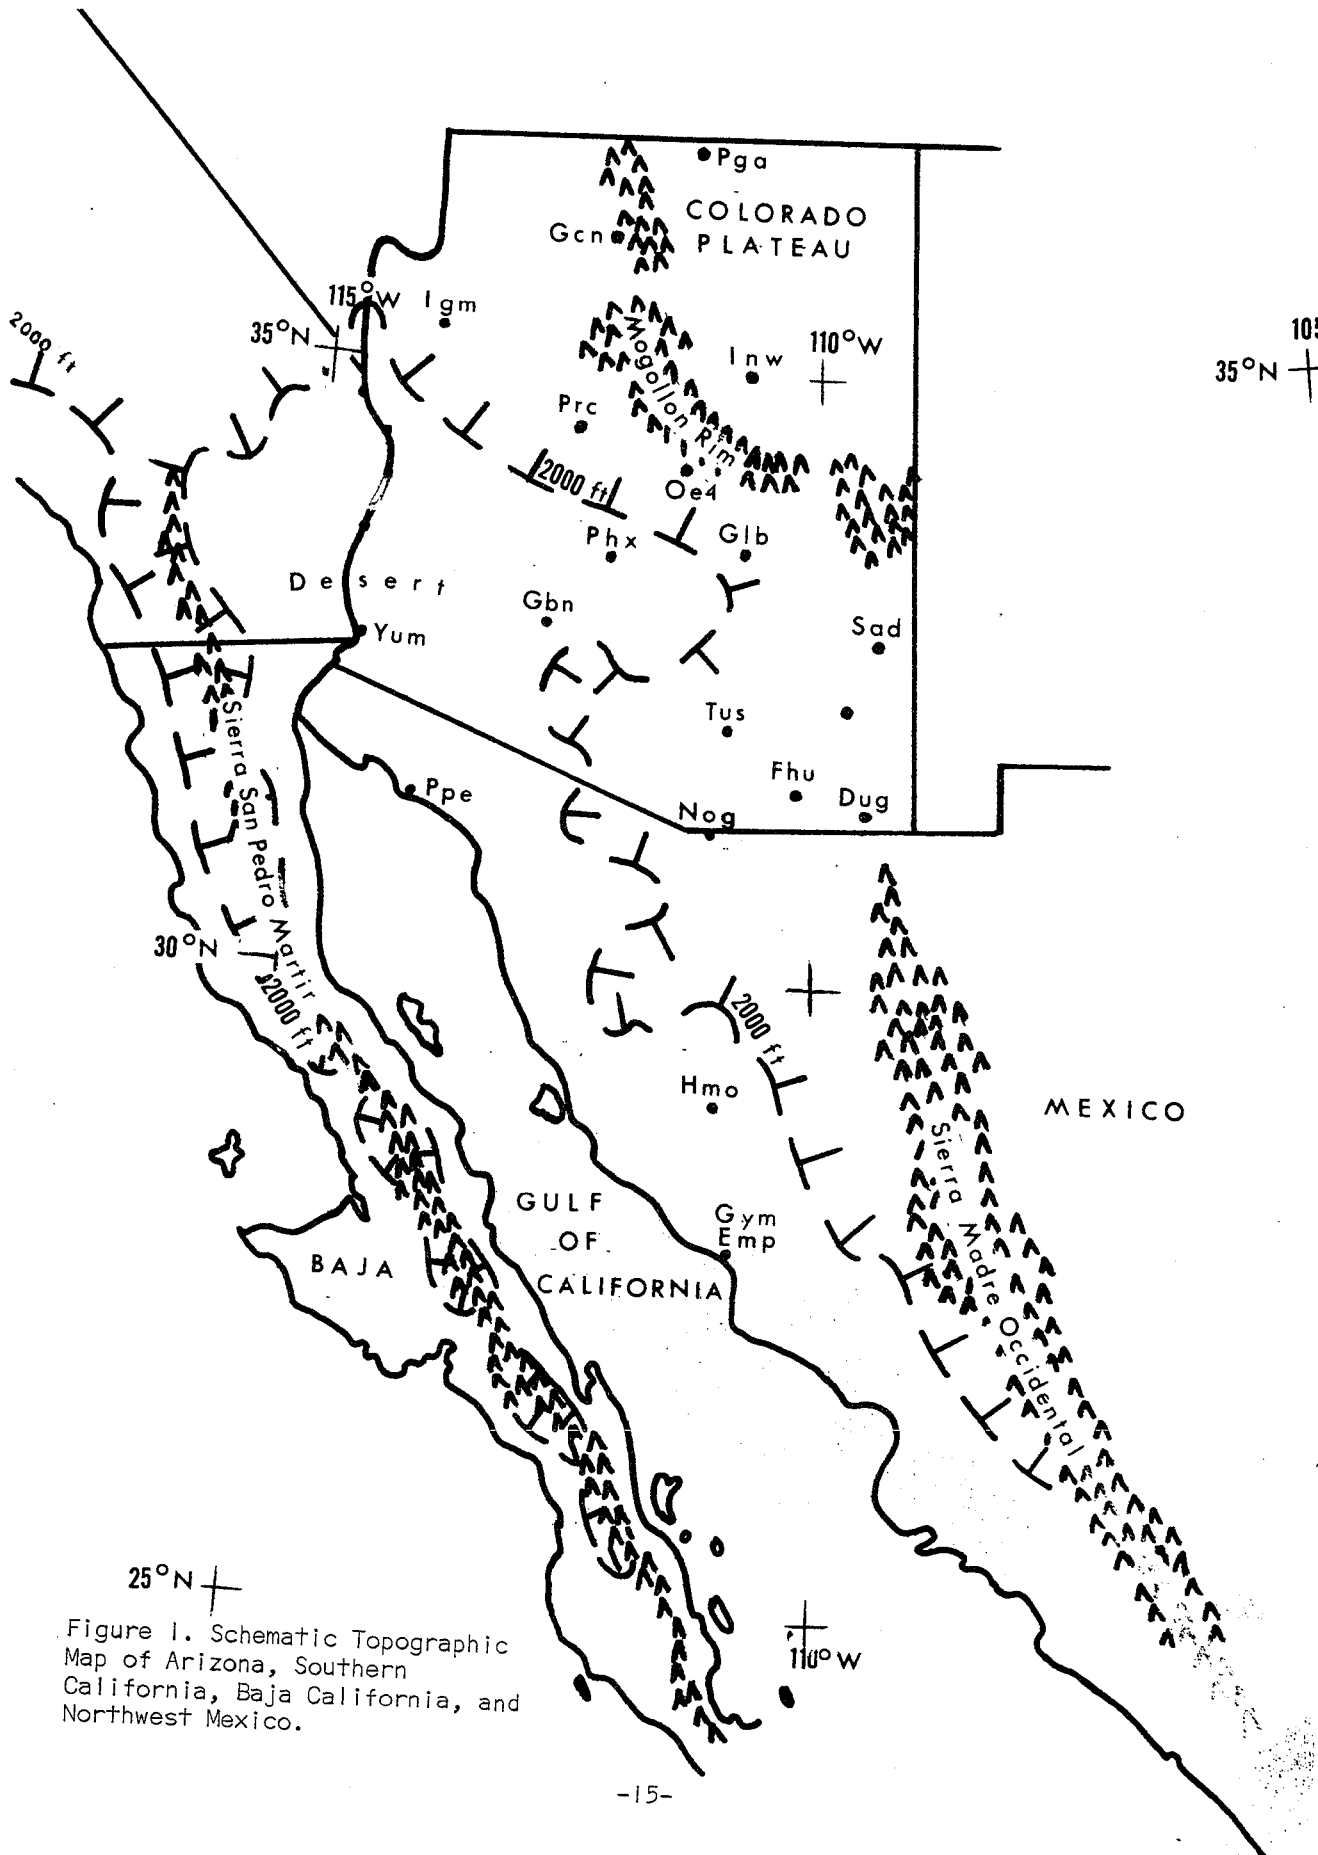 Pga
COLORADO
PLATEAU
Gcn
115°W
Igm
2000 ft
35°N
Mogollon Rim
Inw
110°W
105
35°N
Prc
2000 ft
Oe4
Phx
Glb
Desert
Gbn
Yum
Sad
Sierra San Pedro Martir
Tus
Ppe
Fhu
Dug
Nog
30°N
2000 ft
2000 ft
Hmo
MEXICO
Sierra Madre Occidental
GULF
OF
CALIFORNIA
Gym
Emp
BAJA
25°N
110°W
Figure 1. Schematic Topographic
Map of Arizona, Southern
California, Baja California, and
Northwest Mexico.
-15-